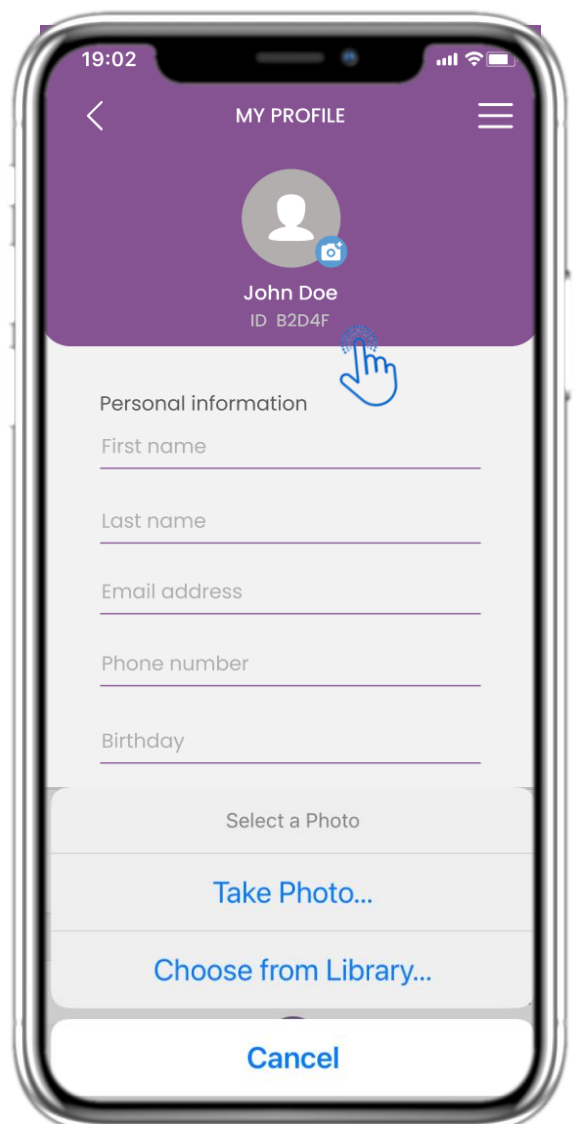 19:02
MY PROFILE
John Doe
ID B2D4F
Personal information
First name
Last name
Email address
Phone number
Birthday
Select a Photo
Take Photo...
Choose from Library...
Cancel